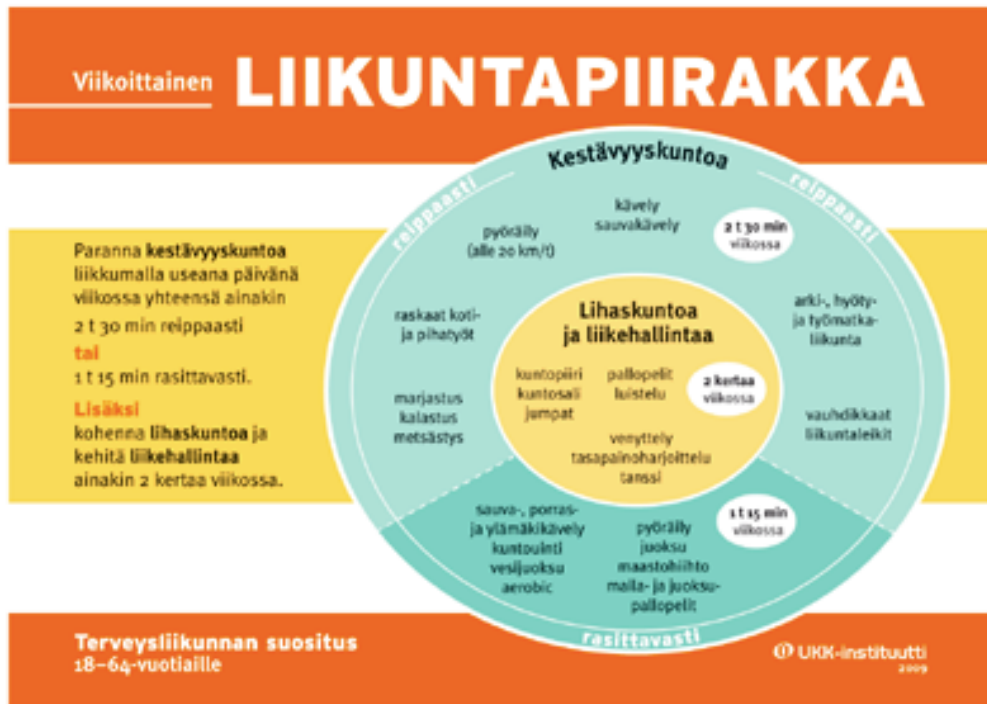 Viikoittainen LIIKUNTAPIIRAKKA
Paranna kestävyyskuntoa
liikkumalla useana päivänä
viikossa yhteensä ainakin
2 t 30 min reippaasti
tai
1 t 15 min rasittavasti.
Lisäksi
kohenna lihaskuntoa ja
kehitä liikehallintaa
ainakin 2 kertaa viikossa.
Kestävyyskuntoa
reippaasti
reippaasti
kävely
sauvakävely
pyöräily
(alle 20 km/t)
2 t 30 min
viikossa
raskaat koti-
ja pihatyöt
arki-, hyöty-
ja työmatka-
liikunta
marjastus
kalastus
metsästys
vauhdikkaat
liikuntaleikit
Lihaskuntoa
ja liikehallintaa
kuntopiiri
kuntosali
jumpat
pallopelit
luistelu
2 kertaa
viikossa
venyttely
tasapainoharjoittelu
tanssi
sauva-, porras-
ja ylämäkikävely
kuntouinti
vesijuoksu
aerobic
pyöräily
juoksu
maastohiihto
maila- ja juoksu-
pallopelit
1 t 15 min
viikossa
rasittavasti
Terveysliikunnan suositus
18–64-vuotiaille
UKK-instituutti
2009